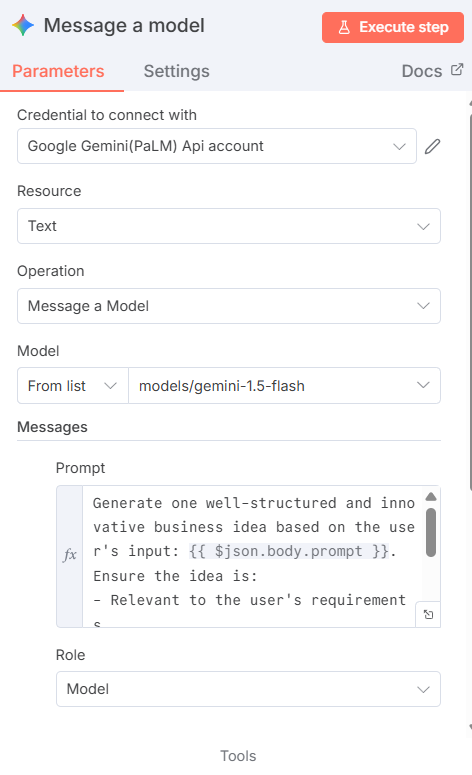 Message a model
Execute step
Parameters
Settings
Docs
Credential to connect with
Google Gemini(PaLM) Api account
Resource
Text
Operation
Message a Model
Model
From list
models/gemini-1.5-flash
Messages
Prompt
fx
Generate one well-structured and inno
vative business idea based on the use
r's input: {{ $json.body.prompt }}.
Ensure the idea is:
- Relevant to the user's requirement
s
Role
Model
Tools